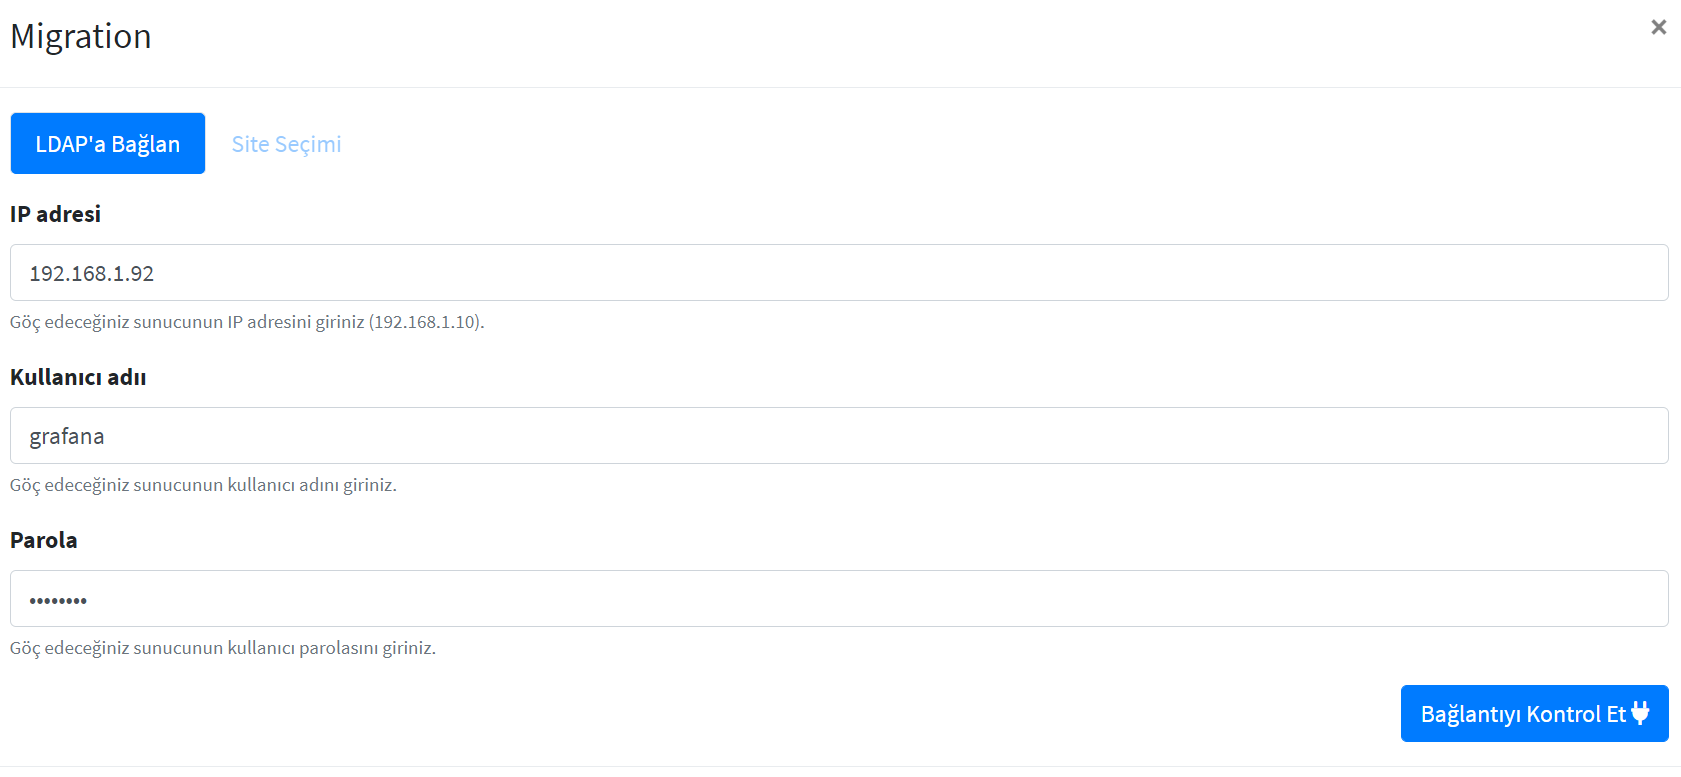 Migration
×
LDAP'a Bağlan
Site Seçimi
IP adresi
192.168.1.92
Göç edeceğiniz sunucunun IP adresini giriniz (192.168.1.10).
Kullanıcı adıı
grafana
Göç edeceğiniz sunucunun kullanıcı adını giriniz.
Parola
••••••••
Göç edeceğiniz sunucunun kullanıcı parolasını giriniz.
Bağlantıyı Kontrol Et